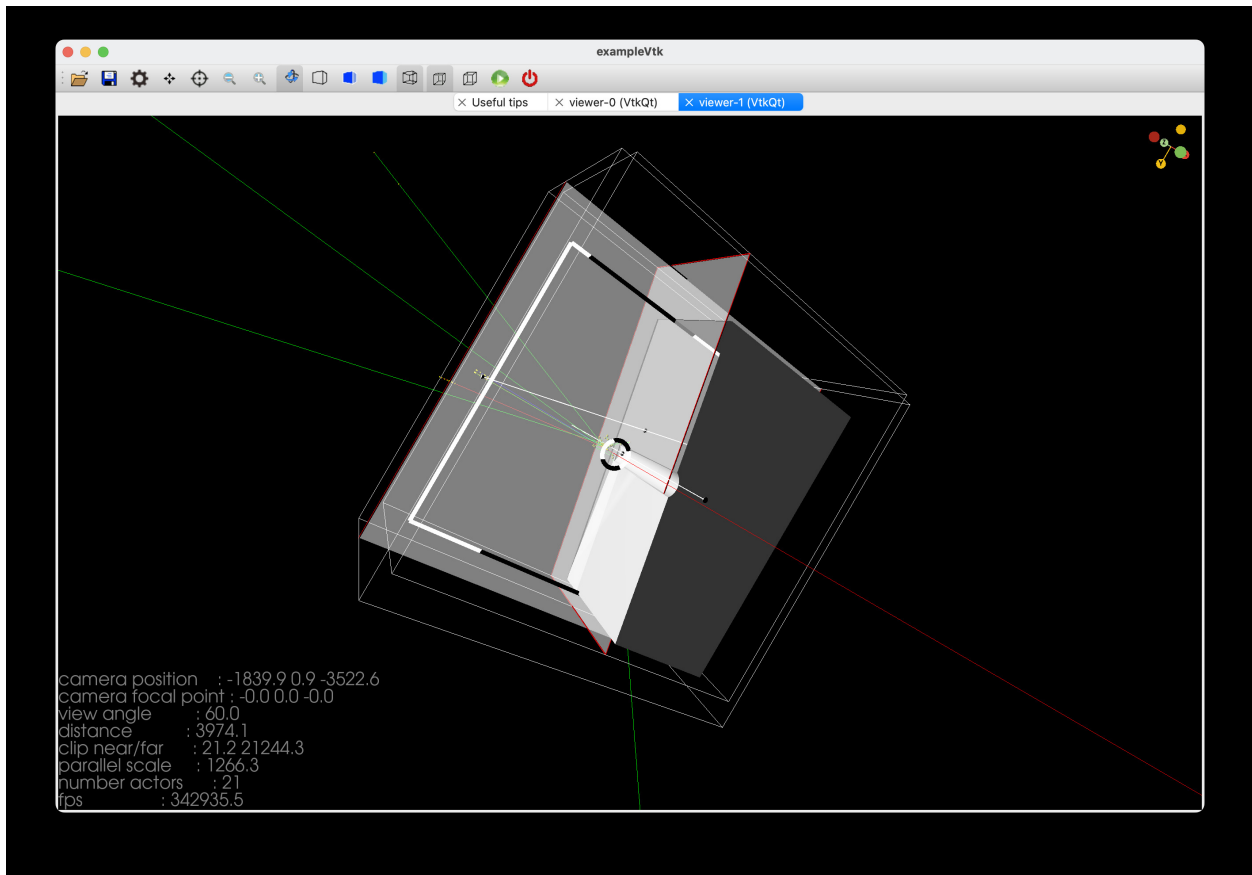 exampleVtk
Useful tips
viewer-0 (VtkQt)
viewer-1 (VtkQt)
Z
Y
camera position : -1839.9 0.9 -3522.6
camera focal point : -0.0 0.0 -0.0
view angle : 60.0
distance : 3974.1
clip near/far : 21.2 21244.3
parallel scale : 1266.3
number actors : 21
fps : 342935.5